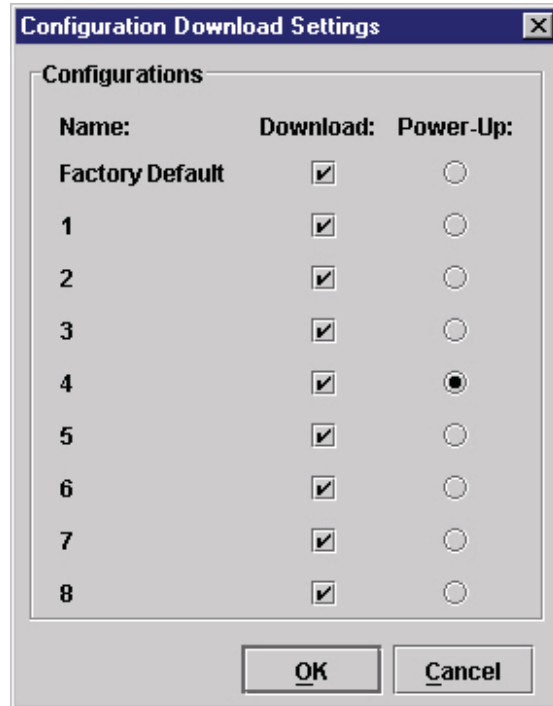 Configuration Download Settings
Configurations
Name: Download: Power-Up:
Factory Default
1
2
3
4
5
6
7
8
OK Cancel